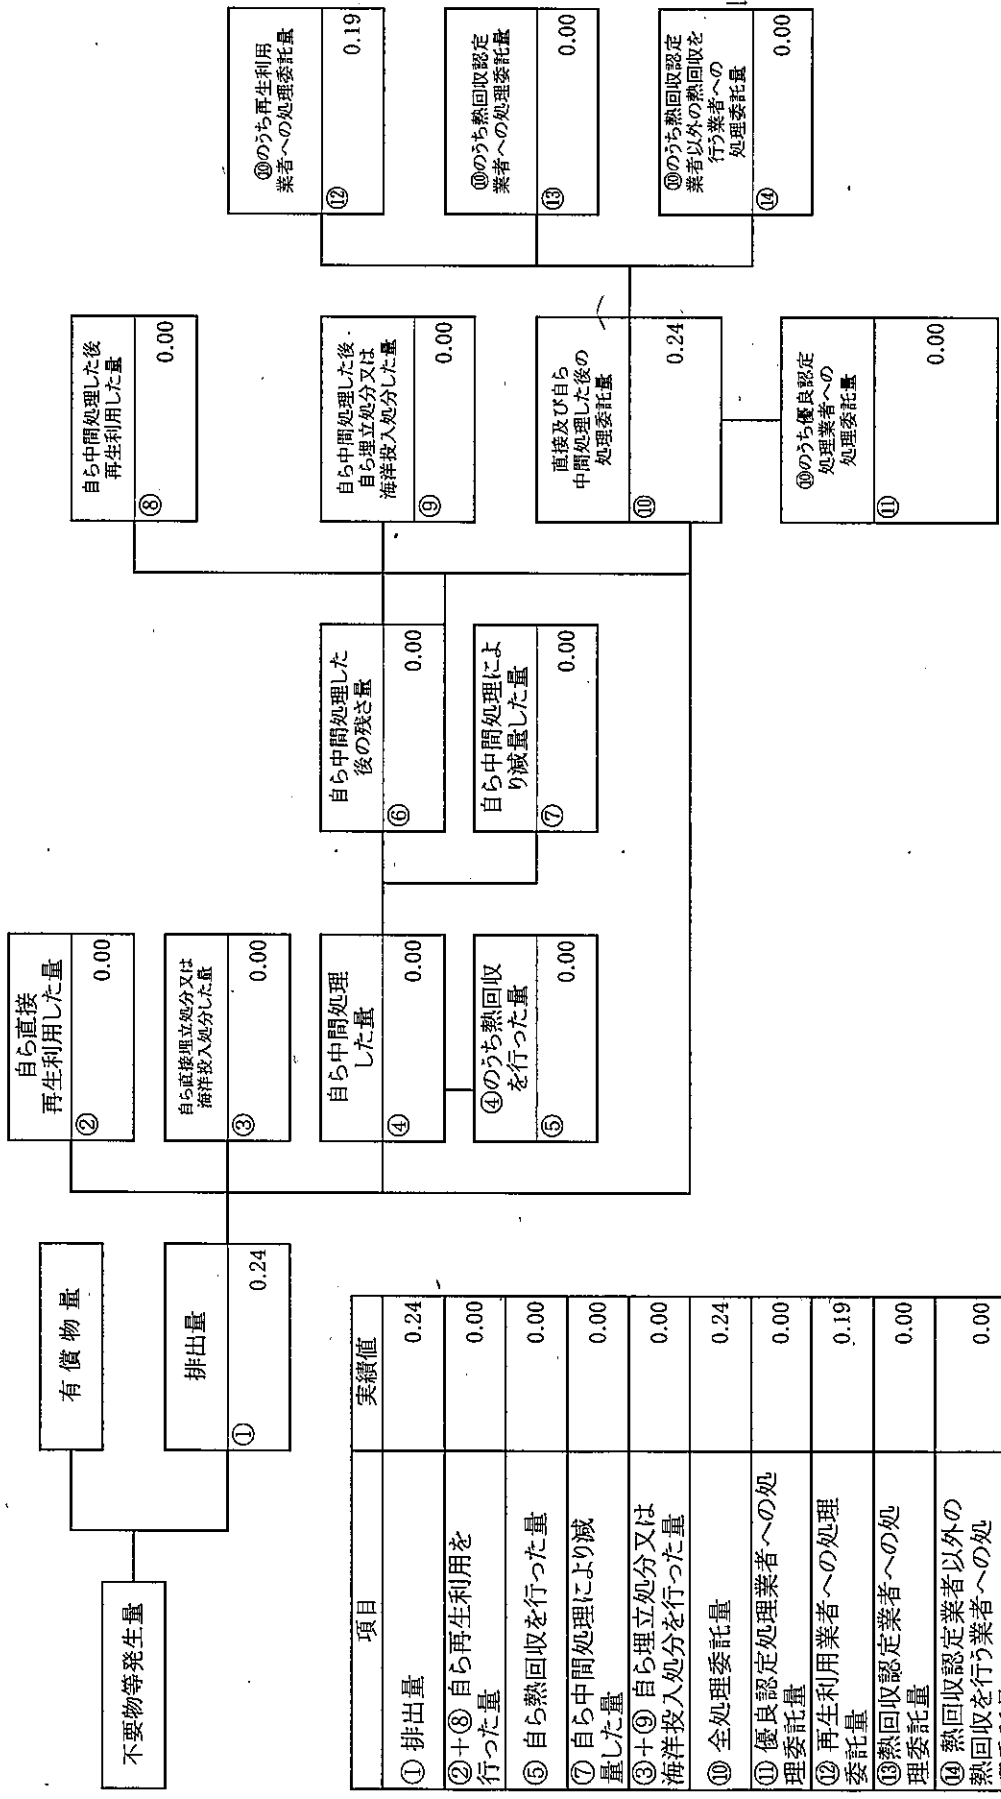 不要物等発生量
有償物量
排出量
①
0.24
自ら直接
再生利用した量
②
0.00
自ら直接埋立処分又は
海洋投入処分した量
③
0.00
自ら中間処理
した量
④
0.00
④のうち熱回収
を行った量
⑤
0.00
自ら中間処理した
後の残さ量
⑥
0.00
自ら中間処理によ
り減量した量
⑦
0.00
自ら中間処理した後
再生利用した量
⑧
0.00
自ら中間処理した後
自ら埋立処分又は
海洋投入処分した量
⑨
0.00
直接及び自ら
中間処理した後の
処理委託量
⑩
0.24
⑩のうち優良認定
処理業者への
処理委託量
⑪
0.00
⑩のうち再生利用
業者への処理委託量
⑫
0.19
⑩のうち熱回収認定
業者への処理委託量
⑬
0.00
⑩のうち熱回収認定
業者以外の熱回収を
行う業者への
処理委託量
⑭
0.00
項目 実績値
① 排出量 0.24
②+⑧ 自ら再生利用を
行った量 0.00
⑤ 自ら熱回収を行った量 0.00
⑦ 自ら中間処理により減
量した量 0.00
③+⑨ 自ら埋立処分又は
海洋投入処分を行った量 0.00
⑩ 全処理委託量 0.24
⑪ 優良認定処理業者への処
理委託量 0.00
⑫ 再生利用業者への処理
委託量 0.19
⑬熱回収認定業者への処
理委託量 0.00
⑭ 熱回収認定業者以外の
熱回収を行う業者への処 0.00